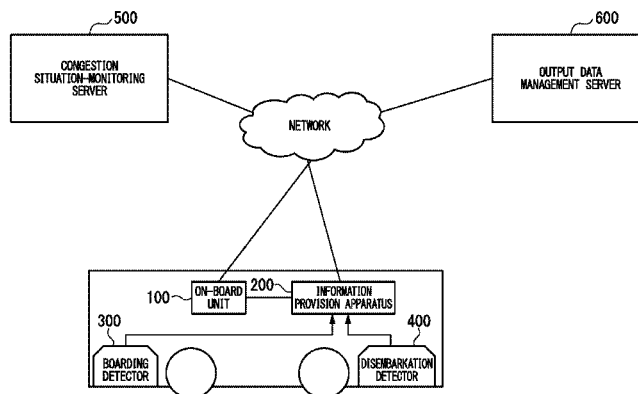 500
CONGESTION
SITUATION-MONITORING
SERVER
600
OUTPUT DATA
MANAGEMENT SERVER
NETWORK
100
ON-BOARD
UNIT
200
INFORMATION
PROVISION APPARATUS
300
BOARDING
DETECTOR
400
DISEMBARKATION
DETECTOR